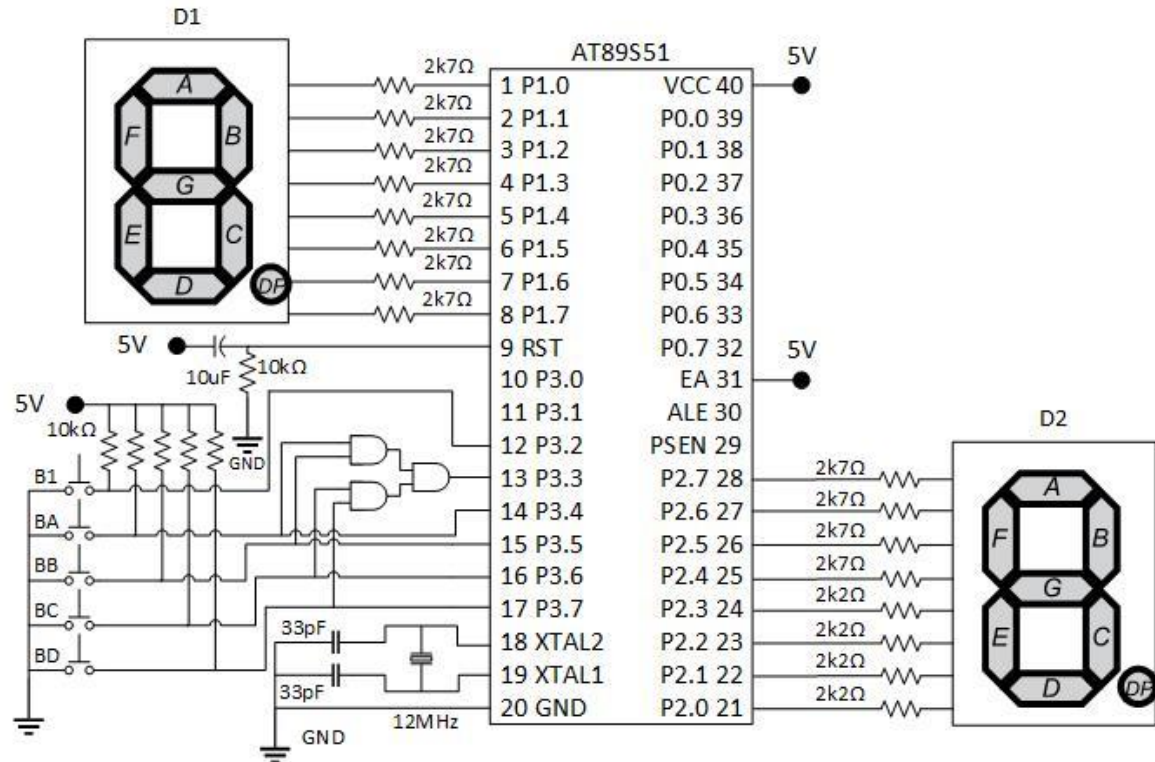 D1
A
F
B
G
E
C
D
DP
2k7Ω
2k7Ω
2k7Ω
2k7Ω
2k7Ω
2k7Ω
2k7Ω
2k7Ω
AT89S51
1 P1.0
2 P1.1
3 P1.2
4 P1.3
5 P1.4
6 P1.5
7 P1.6
8 P1.7
9 RST
10 P3.0
11 P3.1
12 P3.2
13 P3.3
14 P3.4
15 P3.5
16 P3.6
17 P3.7
18 XTAL2
19 XTAL1
20 GND
VCC 40
P0.0 39
P0.1 38
P0.2 37
P0.3 36
P0.4 35
P0.5 34
P0.6 33
P0.7 32
EA 31
ALE 30
PSEN 29
P2.7 28
P2.6 27
P2.5 26
P2.4 25
P2.3 24
P2.2 23
P2.1 22
P2.0 21
5V
5V
5V
10uF
10kΩ
GND
5V
10kΩ
B1
BA
BB
BC
BD
33pF
33pF
12MHz
GND
2k7Ω
2k7Ω
2k7Ω
2k7Ω
2k2Ω
2k2Ω
2k2Ω
2k2Ω
D2
A
F
B
G
E
C
D
DP